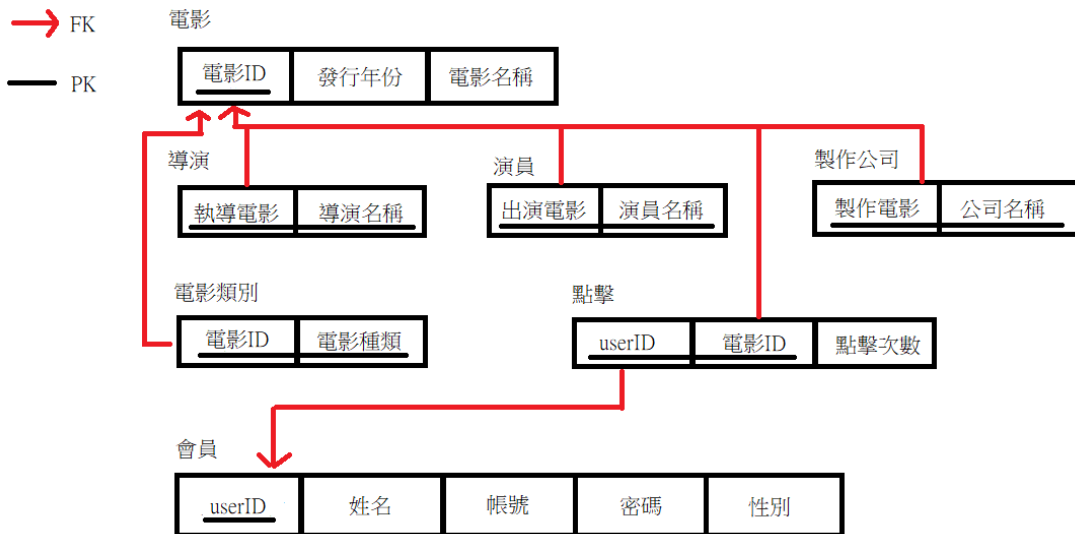 FK
PK
電影
電影ID 發行年份 電影名稱
導演
執導電影 導演名稱
演員
出演電影 演員名稱
製作公司
製作電影 公司名稱
電影類別
電影ID 電影種類
點擊
userID 電影ID 點擊次數
會員
userID 姓名 帳號 密碼 性別